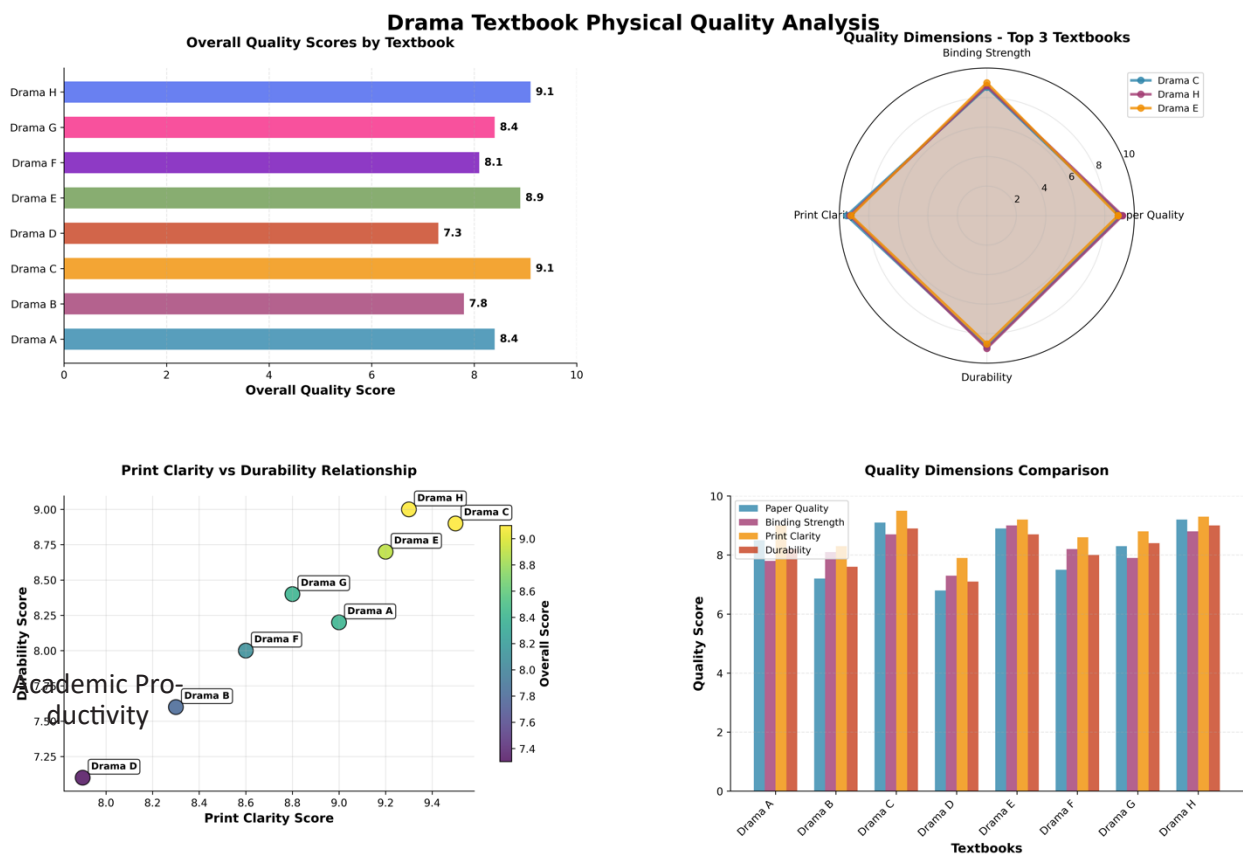 Drama Textbook Physical Quality Analysis
Overall Quality Scores by Textbook
Drama H
9.1
Drama G
8.4
Drama F
8.1
Drama E
8.9
Drama D
7.3
Drama C
9.1
Drama B
7.8
Drama A
8.4
0 2 4 6 8 10
Overall Quality Score
Quality Dimensions - Top 3 Textbooks
Binding Strength
Drama C
Drama H
Drama E
10
8
6
4
2
Print Clarity
per Quality
Durability
Print Clarity vs Durability Relationship
Drama H
Drama C
Drama E
Drama G
Drama A
Drama F
Drama B
Drama D
9.00
8.75
8.50
8.25
8.00
7.75
7.50
7.25
Durability Score
Academic Pro-
ductivity
8.0 8.2 8.4 8.6 8.8 9.0 9.2 9.4
Print Clarity Score
9.0
8.8
8.6
8.4
8.2
8.0
7.8
7.6
7.4
Overall Score
Quality Dimensions Comparison
Paper Quality
Binding Strength
Print Clarity
Durability
10
8
6
4
2
0
Quality Score
Drama A
Drama B
Drama C
Drama D
Drama E
Drama F
Drama G
Drama H
Textbooks